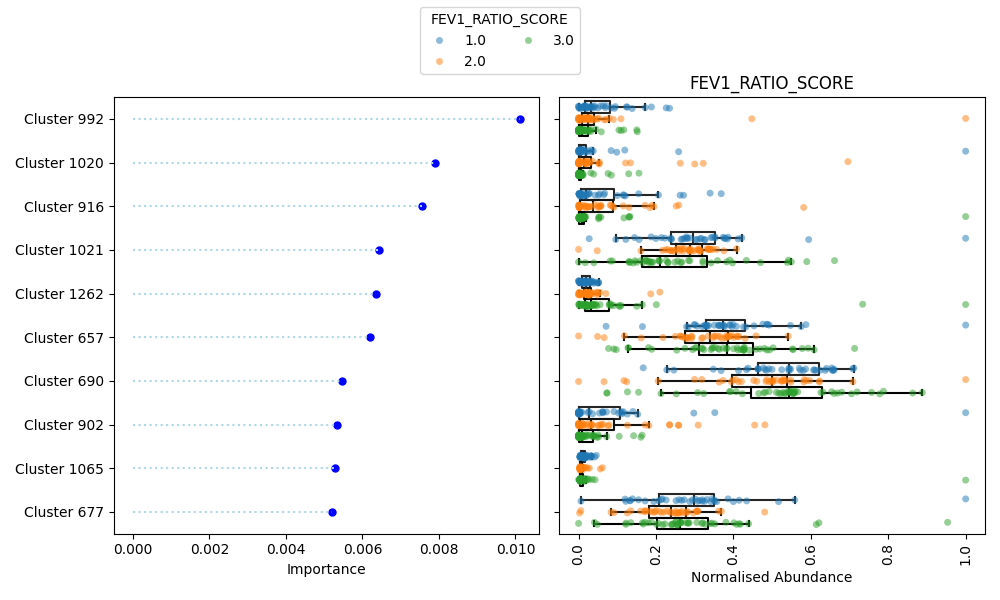 FEV1_RATIO_SCORE
1.0 3.0
2.0
FEV1_RATIO_SCORE
Cluster 992
Cluster 1020
Cluster 916
Cluster 1021
Cluster 1262
Cluster 657
Cluster 690
Cluster 902
Cluster 1065
Cluster 677
0.000 0.002 0.004 0.006 0.008 0.010
Importance
0.0 0.2 0.4 0.6 0.8 1.0
Normalised Abundance